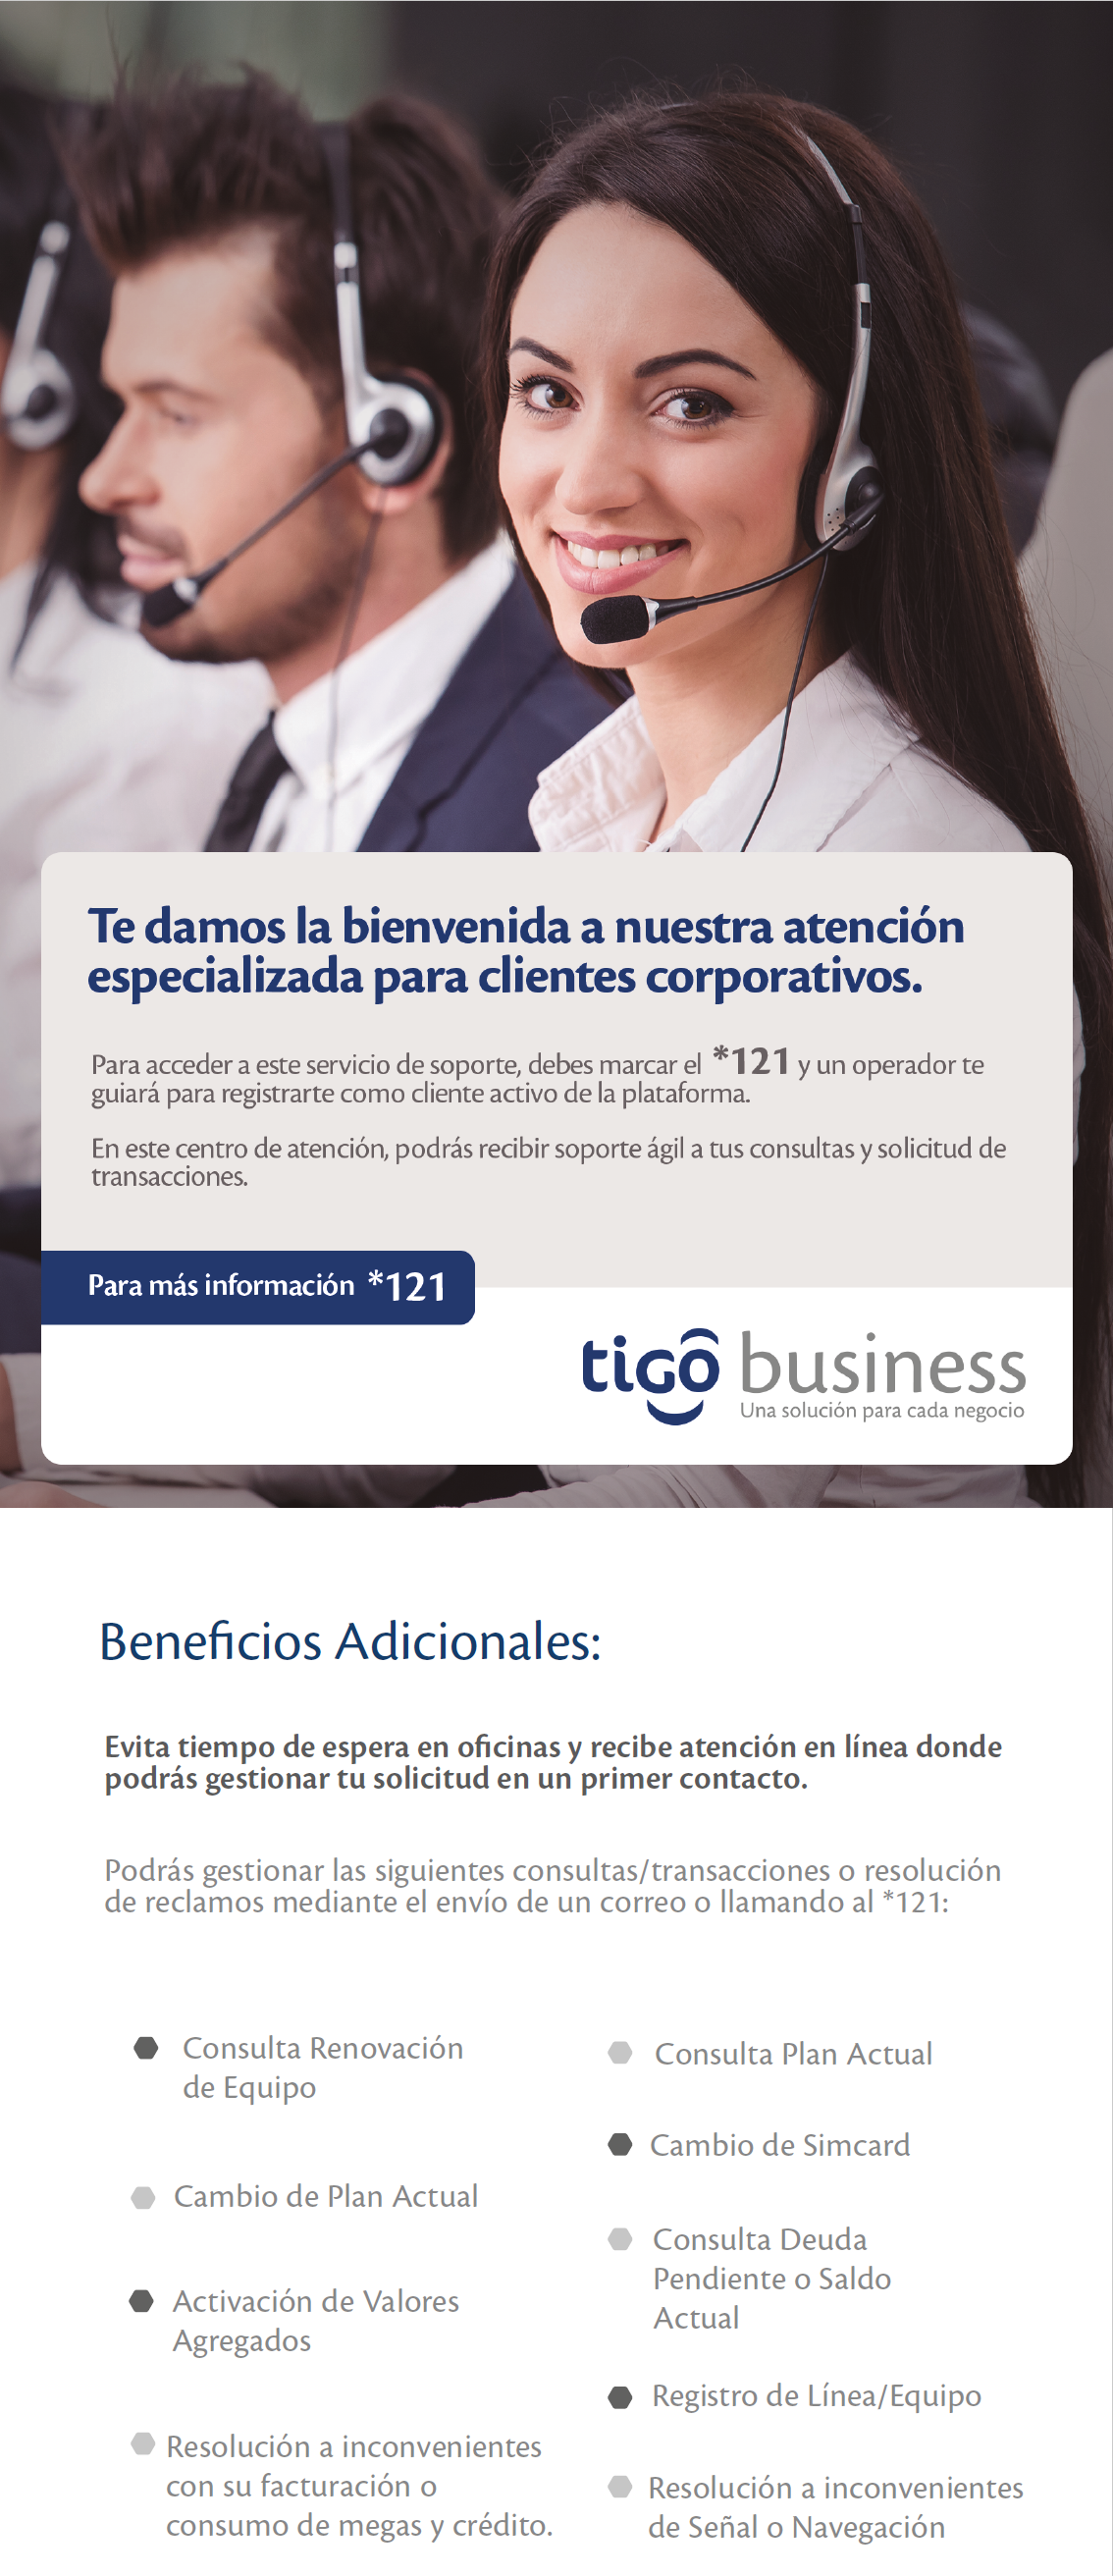 Te damos la bienvenida a nuestra atención
especializada para clientes corporativos.
Para acceder a este servicio de soporte, debes marcar el *121 y un operador te
guiará para registrarte como cliente activo de la plataforma.
En este centro de atención, podrás recibir soporte ágil a tus consultas y solicitud de
transacciones.
Para más información *121
tigo business
Una solución para cada negocio
Beneficios Adicionales:
Evita tiempo de espera en oficinas y recibe atención en línea donde
podrás gestionar tu solicitud en un primer contacto.
Podrás gestionar las siguientes consultas/transacciones o resolución
de reclamos mediante el envío de un correo o llamando al *121:
Consulta Renovación
de Equipo
Cambio de Plan Actual
Activación de Valores
Agregados
Resolución a inconvenientes
con su facturación o
consumo de megas y crédito.
Consulta Plan Actual
Cambio de Simcard
Consulta Deuda
Pendiente o Saldo
Actual
Registro de Línea/Equipo
Resolución a inconvenientes
de Señal o Navegación